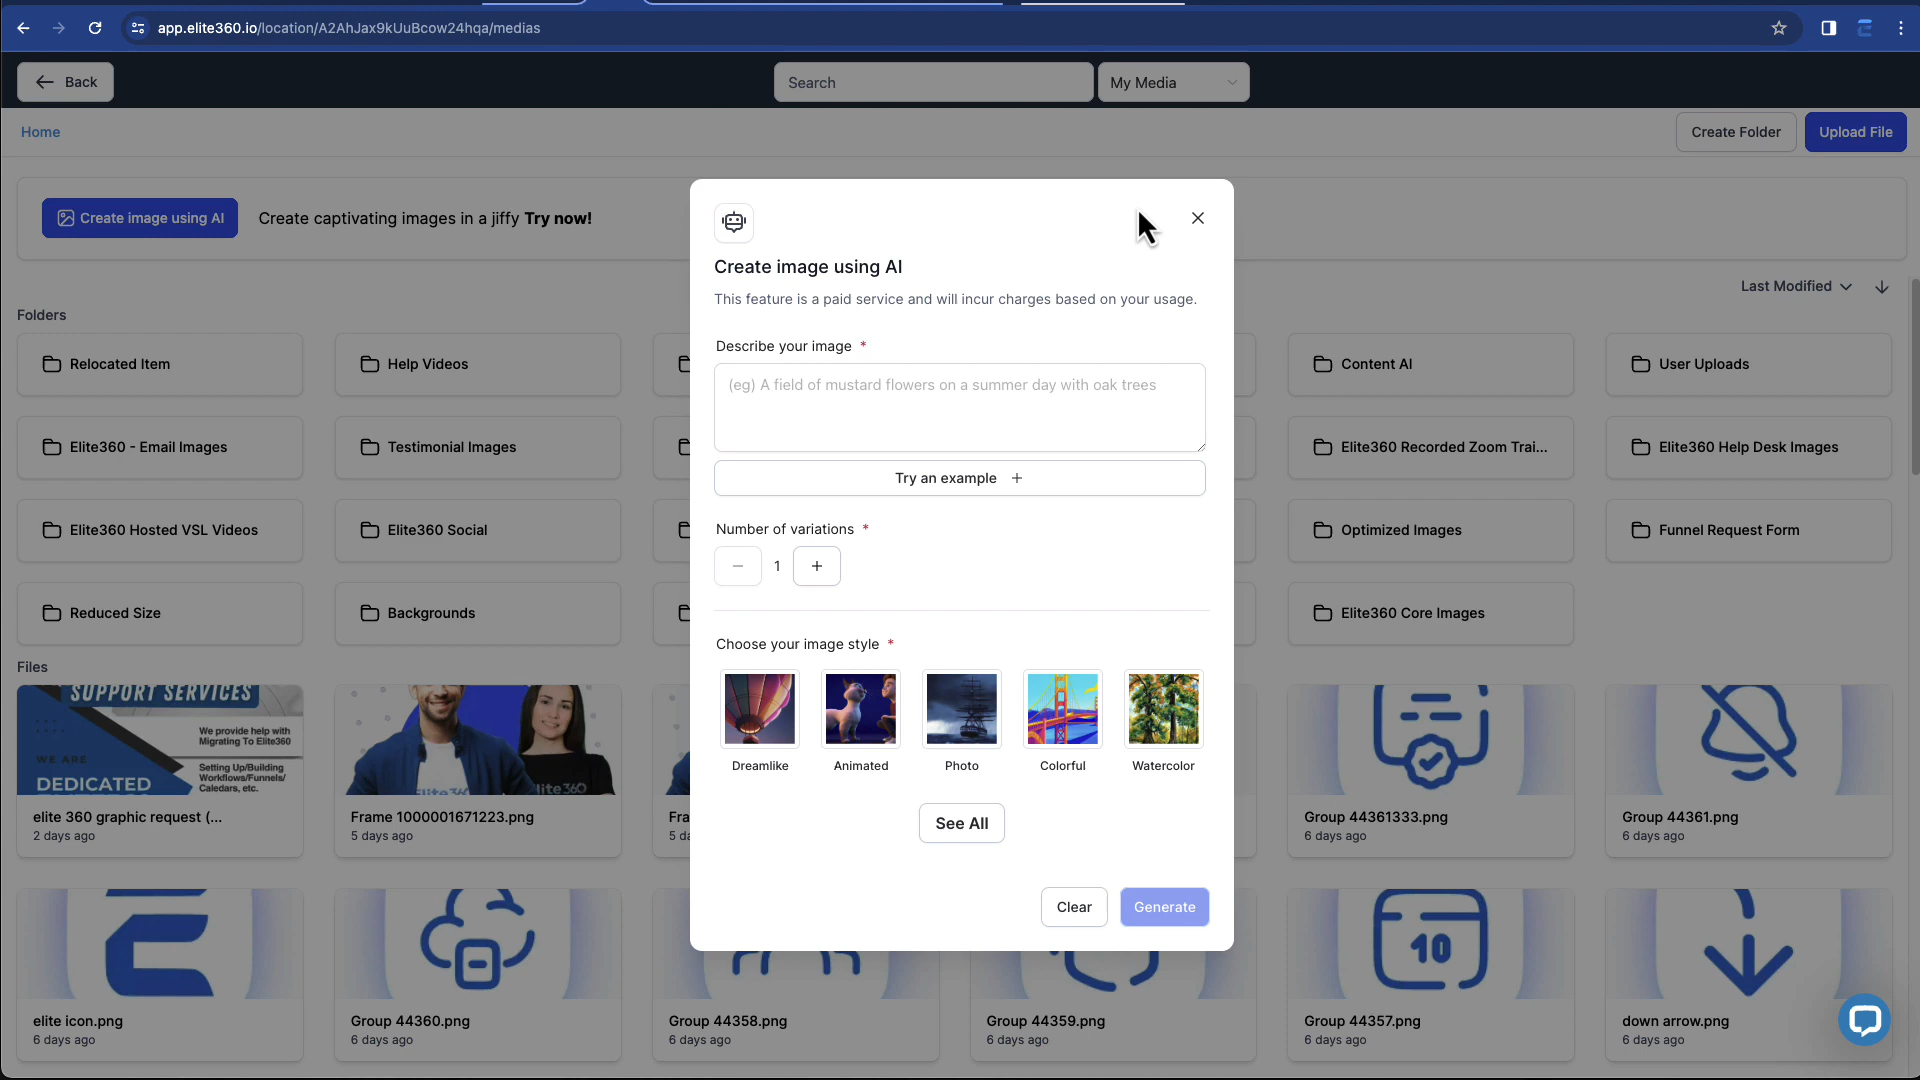 app.elite360.io/location/A2AhJax9kUuBcow24hqa/medias
Back
Search
My Media
Home
Create Folder
Upload File
Create image using AI
Create captivating images in a jiffy Try now!
Last Modified
Create image using AI
This feature is a paid service and will incur charges based on your usage.
Describe your image *
(eg) A field of mustard flowers on a summer day with oak trees
Try an example +
Number of variations *
1
Choose your image style *
Dreamlike
Animated
Photo
Colorful
Watercolor
See All
Clear
Generate
Folders
Relocated Item
Help Videos
Content AI
User Uploads
Elite360 - Email Images
Testimonial Images
Elite360 Recorded Zoom Trai...
Elite360 Help Desk Images
Elite360 Hosted VSL Videos
Elite360 Social
Optimized Images
Funnel Request Form
Reduced Size
Backgrounds
Elite360 Core Images
Files
SUPPORT SERVICES
We provide help with
Migrating To Elite360
WE ARE
DEDICATED
Setting Up/Building
Workflows/Funnels/
Caledars, etc.
elite 360 graphic request (...
2 days ago
Frame 1000001671223.png
5 days ago
Fra
5 da
Group 44361333.png
6 days ago
Group 44361.png
6 days ago
elite icon.png
6 days ago
Group 44360.png
6 days ago
Group 44358.png
6 days ago
Group 44359.png
6 days ago
10
Group 44357.png
6 days ago
down arrow.png
6 days ago